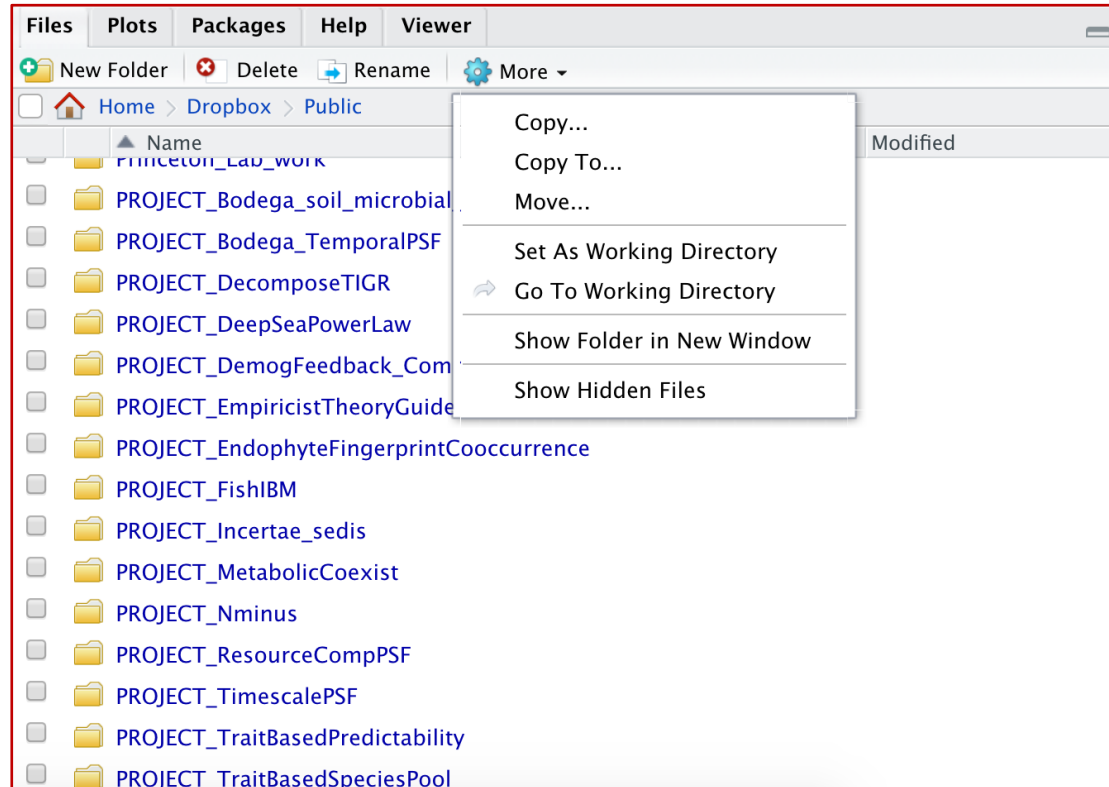 Files Plots Packages Help Viewer
New Folder Delete Rename More
Home > Dropbox > Public
Name Modified
Princeton_Lab_work
PROJECT_Bodega_soil_microbial_
PROJECT_Bodega_TemporalPSF
PROJECT_DecomposeTIGR
PROJECT_DeepSeaPowerLaw
PROJECT_DemogFeedback_Com
PROJECT_EmpiricistTheoryGuide
PROJECT_EndophyteFingerprintCooccurrence
PROJECT_FishIBM
PROJECT_Incertae_sedis
PROJECT_MetabolicCoexist
PROJECT_Nminus
PROJECT_ResourceCompPSF
PROJECT_TimescalePSF
PROJECT_TraitBasedPredictability
PROJECT_TraitBasedSpeciesPool
Copy...
Copy To...
Move...
Set As Working Directory
Go To Working Directory
Show Folder in New Window
Show Hidden Files